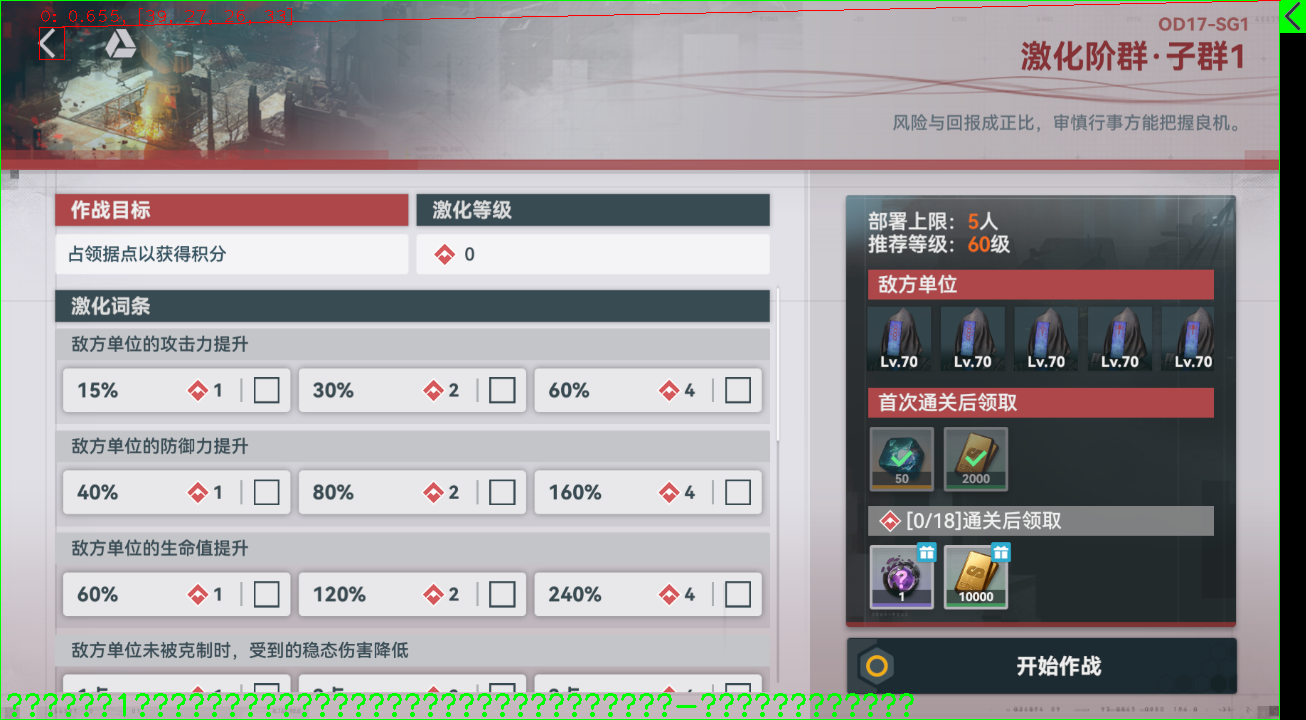 0: 0.655, [39, 27, 26, 33]
OD17-SG1
激化阶群·子群1
风险与回报成正比，审慎行事方能把握良机。
作战目标
激化等级
占领据点以获得积分
0
激化词条
敌方单位的攻击力提升
15% 1
30% 2
60% 4
敌方单位的防御力提升
40% 1
80% 2
160% 4
敌方单位的生命值提升
60% 1
120% 2
240% 4
敌方单位未被克制时，受到的稳态伤害降低
部署上限：5人
推荐等级：60级
敌方单位
Lv.70
Lv.70
Lv.70
Lv.70
Lv.70
首次通关后领取
50
2000
[0/18]通关后领取
1
10000
开始作战